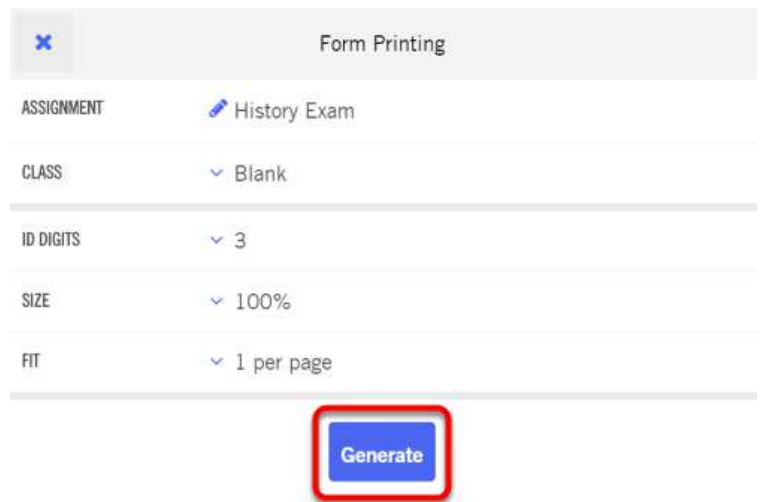 Form Printing
ASSIGNMENT History Exam
CLASS Blank
ID DIGITS 3
SIZE 100%
FIT 1 per page
Generate